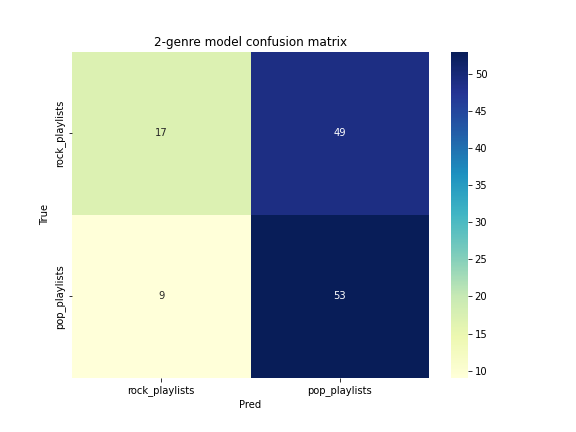 2-genre model confusion matrix
True
rock_playlists
17
49
pop_playlists
9
53
rock_playlists
pop_playlists
Pred
50
45
40
35
30
25
20
15
10